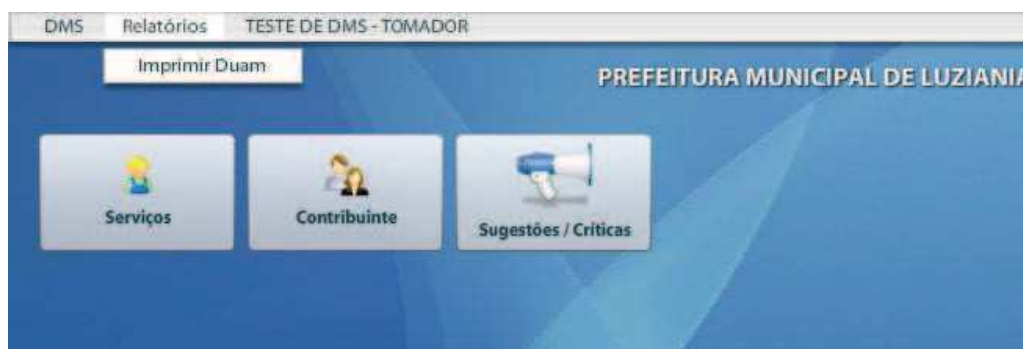 DMS Relatórios TESTE DE DMS - TOMADOR
Imprimir Duam
PREFEITURA MUNICIPAL DE LUZIANIA
Serviços Contribuinte Sugestões / Críticas